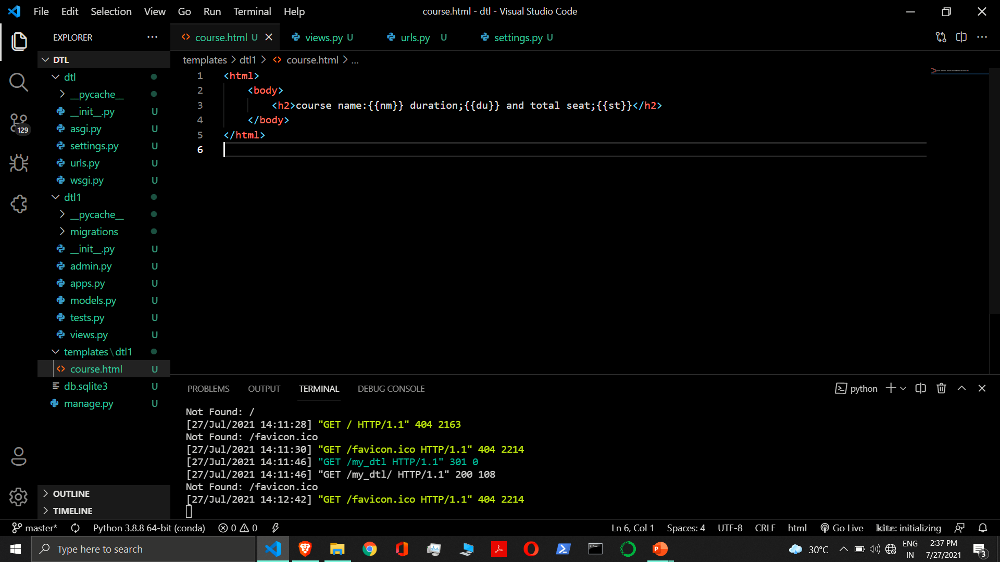 File Edit Selection View Go Run Terminal Help
course.html - dtl - Visual Studio Code
EXPLORER
course.html U
views.py U
urls.py U
settings.py U
DTL
templates dtl1 course.html ...
dtl
__pycache__
__init__.py U
asgi.py U
settings.py U
urls.py U
wsgi.py U
dtl1
__pycache__
migrations
__init__.py U
admin.py U
apps.py U
models.py U
tests.py U
views.py U
templates\dtl1
course.html U
db.sqlite3 U
manage.py U
OUTLINE
TIMELINE
129
1 <html>
2 <body>
3 <h2>course name:{{nm}} duration;{{du}} and total seat;{{st}}</h2>
4 </body>
5 </html>
6
PROBLEMS OUTPUT TERMINAL DEBUG CONSOLE
python
Not Found: /
[27/Jul/2021 14:11:28] "GET / HTTP/1.1" 404 2163
Not Found: /favicon.ico
[27/Jul/2021 14:11:30] "GET /favicon.ico HTTP/1.1" 404 2214
[27/Jul/2021 14:11:46] "GET /my_dtl HTTP/1.1" 301 0
[27/Jul/2021 14:11:46] "GET /my_dtl/ HTTP/1.1" 200 108
Not Found: /favicon.ico
[27/Jul/2021 14:12:42] "GET /favicon.ico HTTP/1.1" 404 2214
master* Python 3.8.8 64-bit (conda) 0 0
Ln 6, Col 1 Spaces: 4 UTF-8 CRLF html Go Live kite: initializing
Type here to search
30°C
ENG
IN
2:37 PM
7/27/2021
3